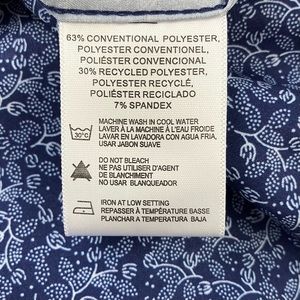 63% CONVENTIONAL POLYESTER,
POLYESTER CONVENTIONEL,
POLIÉSTER CONVENCIONAL
30% RECYCLED POLYESTER,
POLYESTER RECYCLÉ,
POLIÉSTER RECICLADO
7% SPANDEX
30°C
MACHINE WASH IN COOL WATER
LAVER À LA MACHINE À L'EAU FROIDE
LAVAR EN LAVADORA CON AGUA FRIA,
USAR JABON SUAVE
DO NOT BLEACH
NE PAS UTILISER D'AGENT
DE BLANCHIMENT
NO USAR BLANQUEADOR
IRON AT LOW SETTING
REPASSER À TEMPÉRATURE BASSE
PLANCHAR A TEMPERATURA BAJA